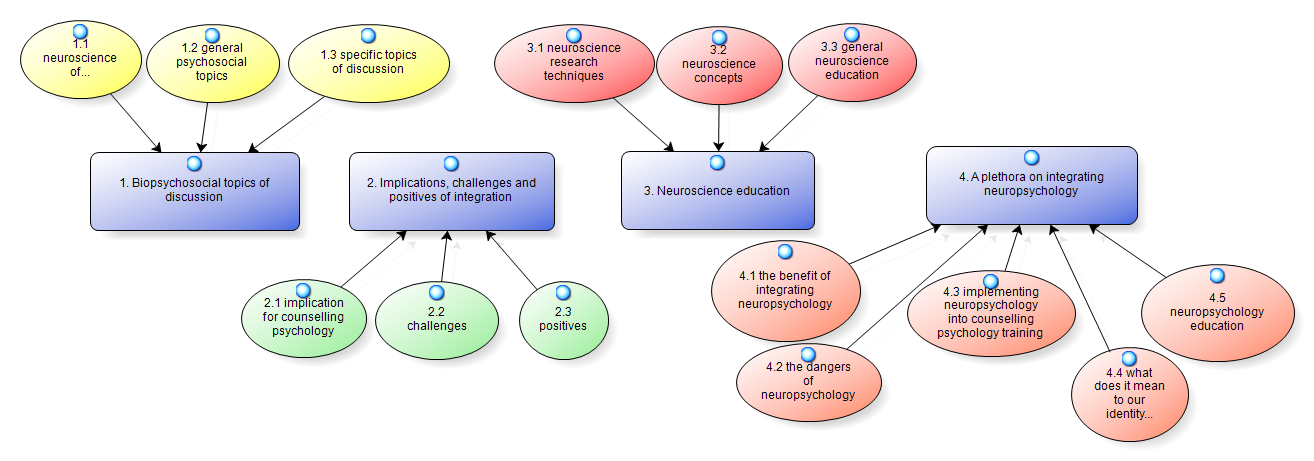 1.1
neuroscience
of...
1.2 general
psychosocial
topics
1.3 specific topics
of discussion
3.1 neuroscience
research
techniques
3.2
neuroscience
concepts
3.3 general
neuroscience
education
1. Biopsychosocial topics of
discussion
2. Implications, challenges and
positives of integration
3. Neuroscience education
4. A plethora on integrating
neuropsychology
2.1 implication
for counselling
psychology
2.2
challenges
2.3
positives
4.1 the benefit of
integrating
neuropsychology
4.2 the dangers
of
neuropsychology
4.3 implementing
neuropsychology
into counselling
psychology training
4.4 what
does it mean
to our
identity...
4.5
neuropsychology
education